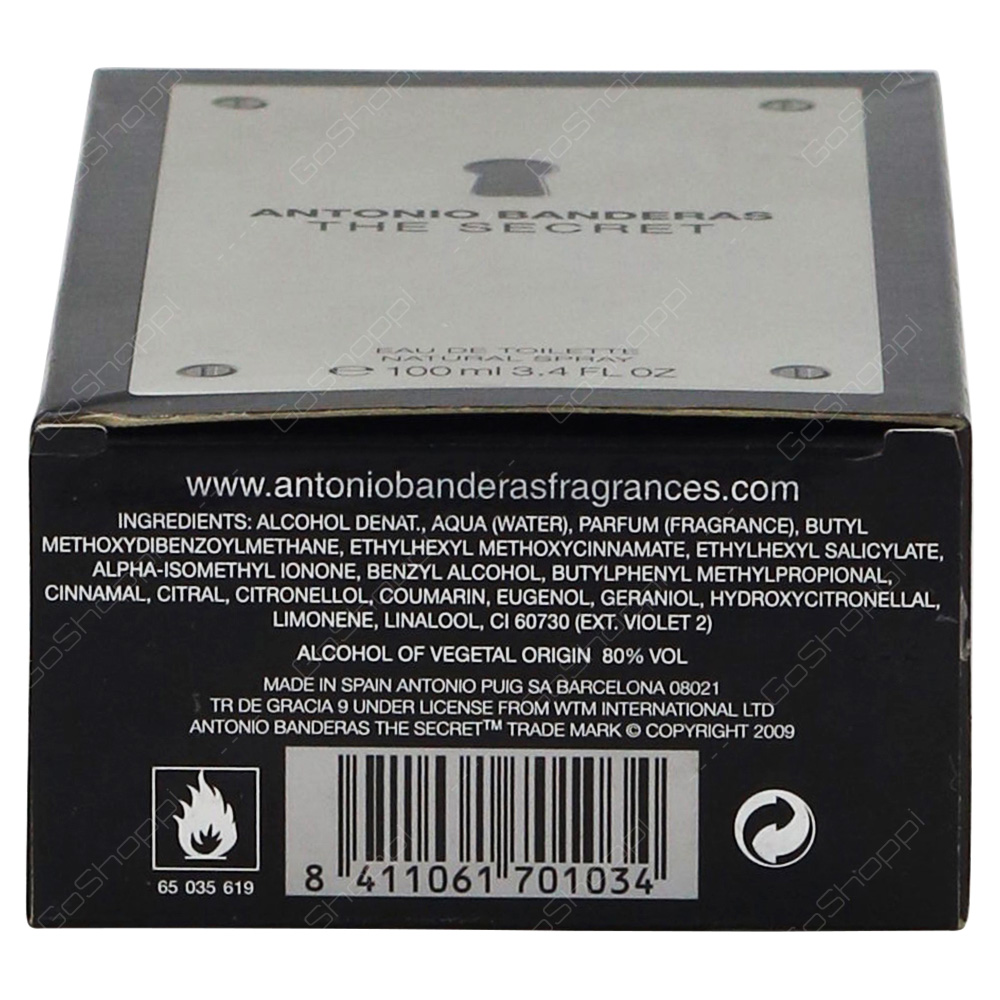 ANTONIO BANDERAS
THE SECRET
EAU DE TOILETTE
NATURAL SPRAY
℮ 100 ml 3.4 FL OZ
www.antoniobanderasfragrances.com
INGREDIENTS: ALCOHOL DENAT., AQUA (WATER), PARFUM (FRAGRANCE), BUTYL
METHOXYDIBENZOYLMETHANE, ETHYLHEXYL METHOXYCINNAMATE, ETHYLHEXYL SALICYLATE,
ALPHA-ISOMETHYL IONONE, BENZYL ALCOHOL, BUTYLPHENYL METHYLPROPIONAL,
CINNAMAL, CITRAL, CITRONELLOL, COUMARIN, EUGENOL, GERANIOL, HYDROXYCITRONELLAL,
LIMONENE, LINALOOL, CI 60730 (EXT. VIOLET 2)
ALCOHOL OF VEGETAL ORIGIN 80% VOL
MADE IN SPAIN ANTONIO PUIG SA BARCELONA 08021
TR DE GRACIA 9 UNDER LICENSE FROM WTM INTERNATIONAL LTD
ANTONIO BANDERAS THE SECRET™ TRADE MARK © COPYRIGHT 2009
65 035 619
8 411061 701034
GoShoppi